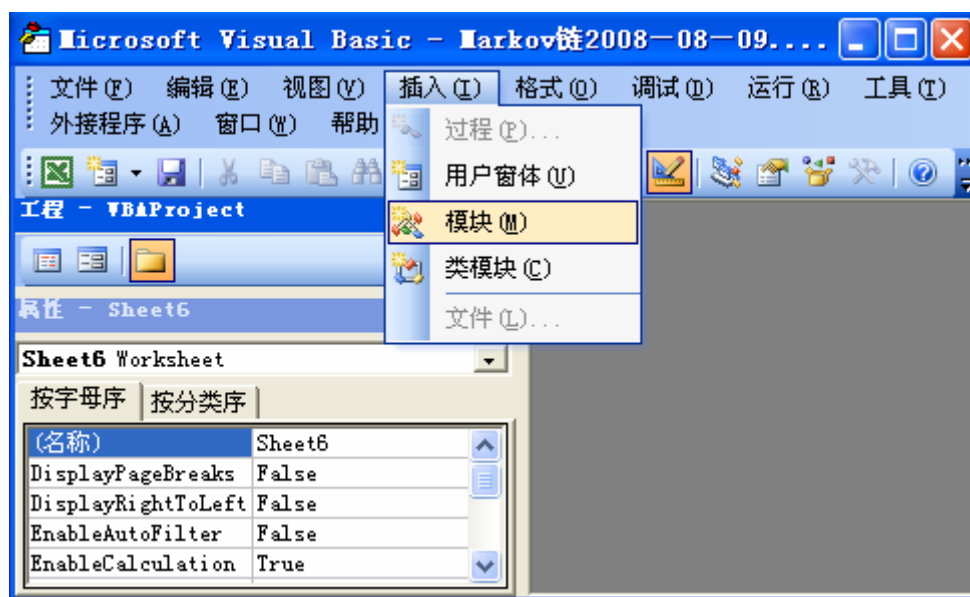 Microsoft Visual Basic - Markov链2008-08-09....
文件(F) 编辑(E) 视图(V) 插入(I) 格式(O) 调试(D) 运行(R) 工具(T)
外接程序(A) 窗口(W) 帮助
过程(P)...
用户窗体(U)
模块(M)
类模块(C)
文件(L)...
工程 - VBAProject
属性 - Sheet6
Sheet6 Worksheet
按字母序 按分类序
(名称) Sheet6
DisplayPageBreaks False
DisplayRightToLeft False
EnableAutoFilter False
EnableCalculation True